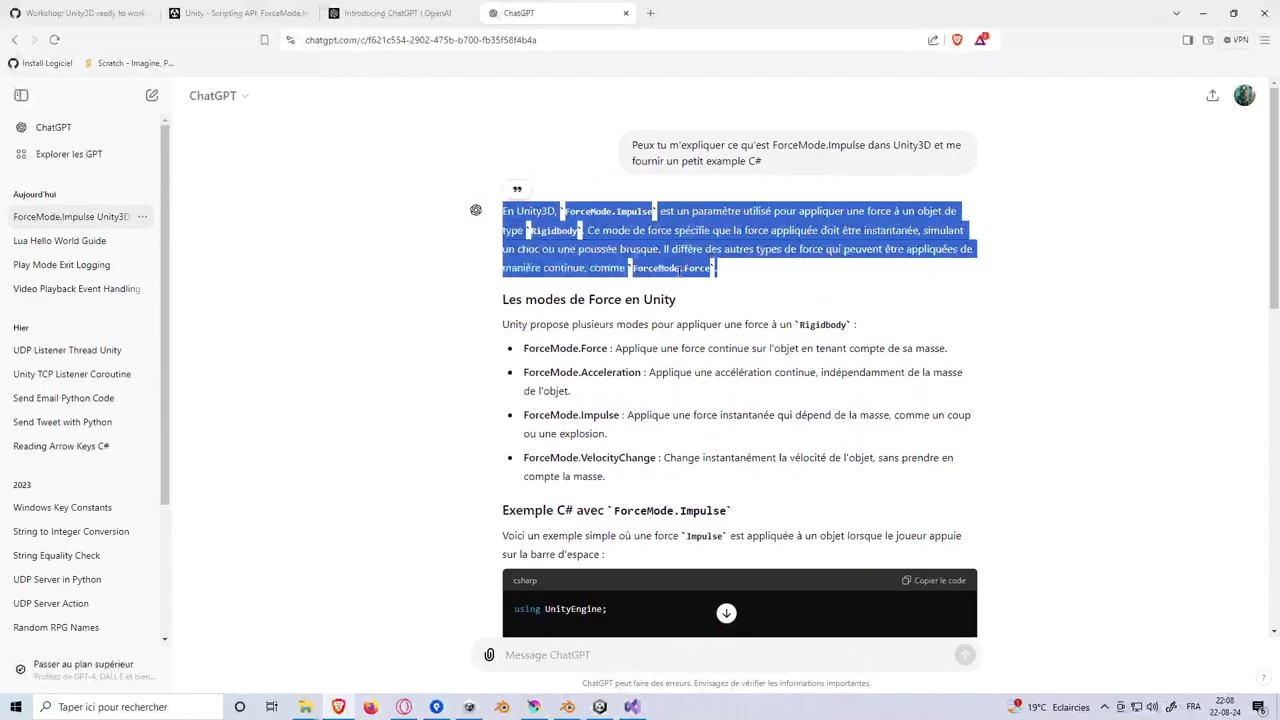 Workshop: UnityXD ready to work
Unity - Scripting API: ForceMode.Im
Introducing ChatGPT | OpenAI
ChatGPT
chatgpt.com/c/f621c554-2902-475b-b700-fb35f58f4b4a
VPN
Install Logiciel
Scratch - Imagine, P...
ChatGPT
Peux tu m'expliquer ce qu'est ForceMode.Impulse dans Unity3D et me
fournir un petit example C#
ChatGPT
Explorer les GPT
Aujourd'hui
ForceMode.Impulse Unity3D
Lua Hello World Guide
Play Mode Exit Logging
Video Playback Event Handling
Hier
UDP Listener Thread Unity
Unity TCP Listener Coroutine
Send Email Python Code
Send Tweet with Python
Reading Arrow Keys C#
2023
Windows Key Constants
String to Integer Conversion
String Equality Check
UDP Server in Python
UDP Server Action
Random RPG Names
Passer au plan supérieur
Profitez de GPT-4, DALL·E et bien...
En Unity3D, `ForceMode.Impulse` est un paramètre utilisé pour appliquer une force à un objet de
type `Rigidbody`. Ce mode de force spécifie que la force appliquée doit être instantanée, simulant
un choc ou une poussée brusque. Il diffère des autres types de force qui peuvent être appliquées de
manière continue, comme `ForceMode.Force`.
Les modes de Force en Unity
Unity propose plusieurs modes pour appliquer une force à un `Rigidbody` :
ForceMode.Force : Applique une force continue sur l'objet en tenant compte de sa masse.
ForceMode.Acceleration : Applique une accélération continue, indépendamment de la masse
de l'objet.
ForceMode.Impulse : Applique une force instantanée qui dépend de la masse, comme un coup
ou une explosion.
ForceMode.VelocityChange : Change instantanément la vélocité de l'objet, sans prendre en
compte la masse.
Exemple C# avec `ForceMode.Impulse`
Voici un exemple simple où une force `Impulse` est appliquée à un objet lorsque le joueur appuie
sur la barre d'espace :
csharp
Copier le code
using UnityEngine;
Message ChatGPT
ChatGPT peut faire des erreurs. Envisagez de vérifier les informations importantes.
?
Taper ici pour rechercher
19°C Eclaircies
FRA
22:08
22-08-24